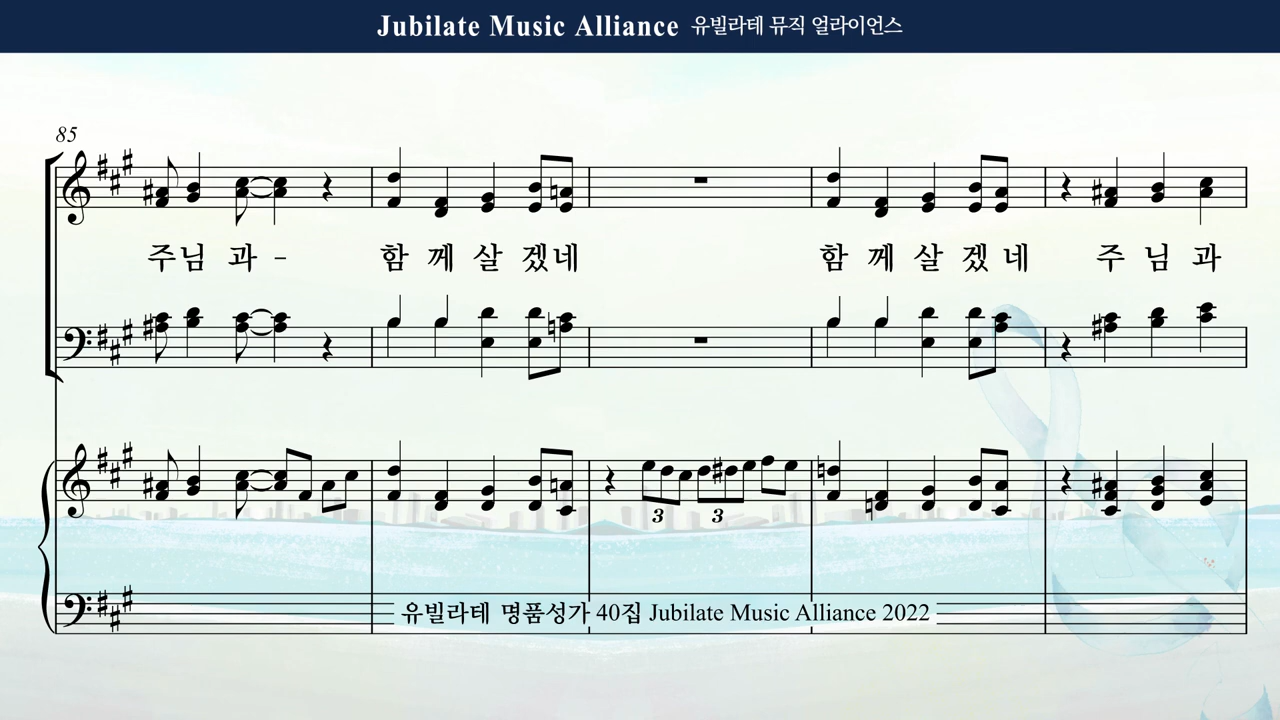 Jubilate Music Alliance 유빌라테 뮤직 얼라이언스
85
주님 과 - 함 께 살 겠네 함 께 살 겠 네 주 님 과
3 3
유빌라테 명품성가 40집 Jubilate Music Alliance 2022